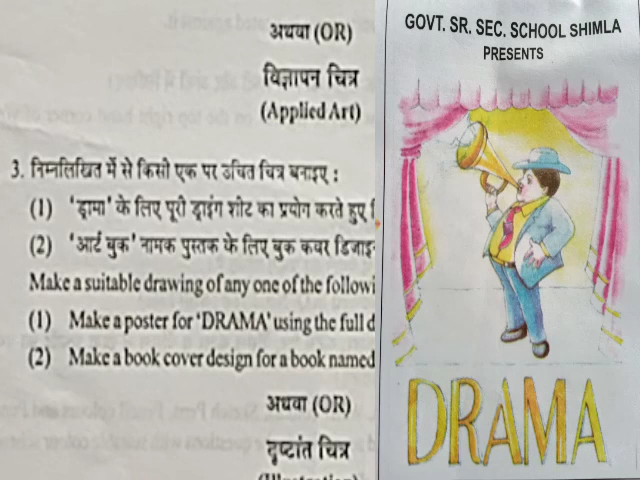 अथवा (OR)
विज्ञापन चित्र
(Applied Art)
3. निम्नलिखित में से किसी एक पर उचित चित्र बनाइए :
(1) 'ड्रामा' के लिए पूरी ड्राइंग शीट का प्रयोग करते हुए
(2) 'आर्ट बुक' नामक पुस्तक के लिए बुक कवर डिजाइन
Make a suitable drawing of any one of the followi
(1) Make a poster for 'DRAMA' using the full d
(2) Make a book cover design for a book named
अथवा (OR)
दृष्टांत चित्र
(Illustration)
GOVT. SR. SEC. SCHOOL SHIMLA
PRESENTS
DRAMA